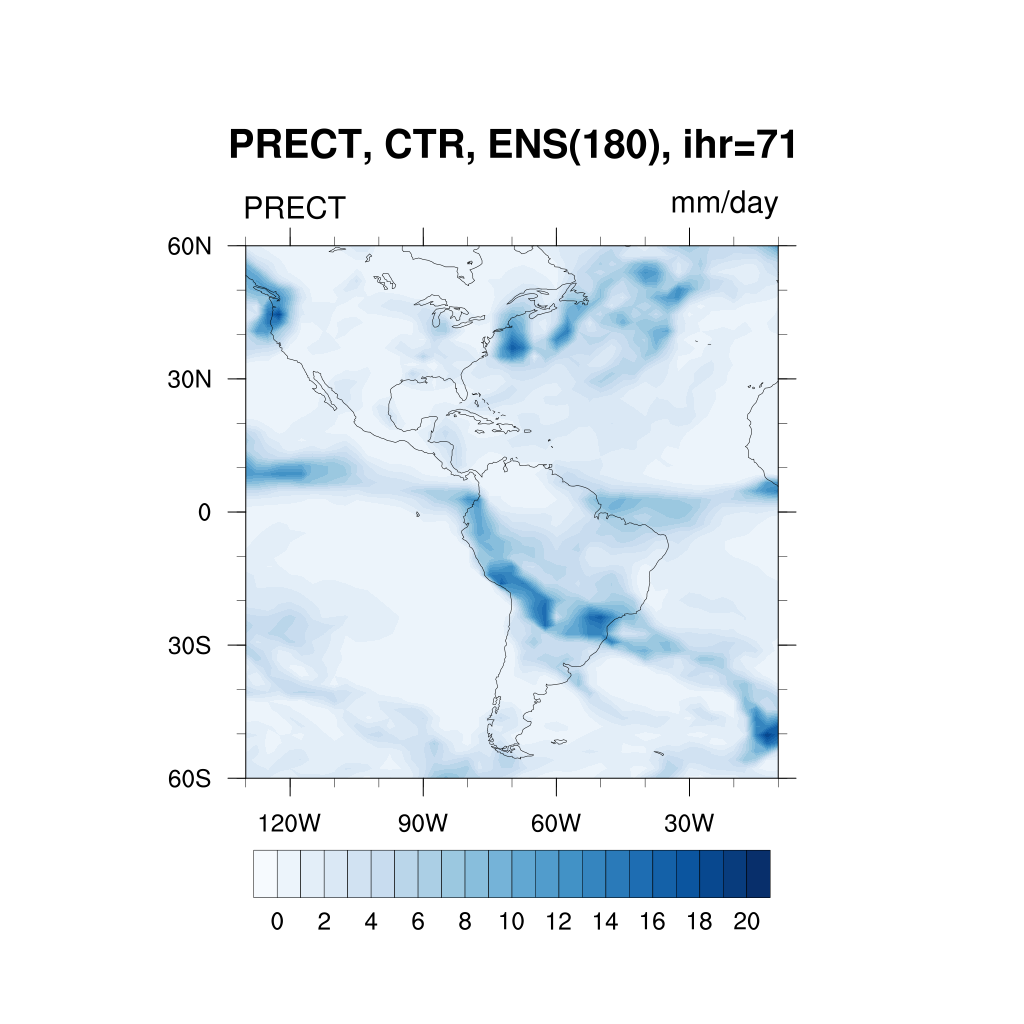 PRECT, CTR, ENS(180), ihr=71
PRECT mm/day
60N
30N
0
30S
60S
120W 90W 60W 30W
0 2 4 6 8 10 12 14 16 18 20